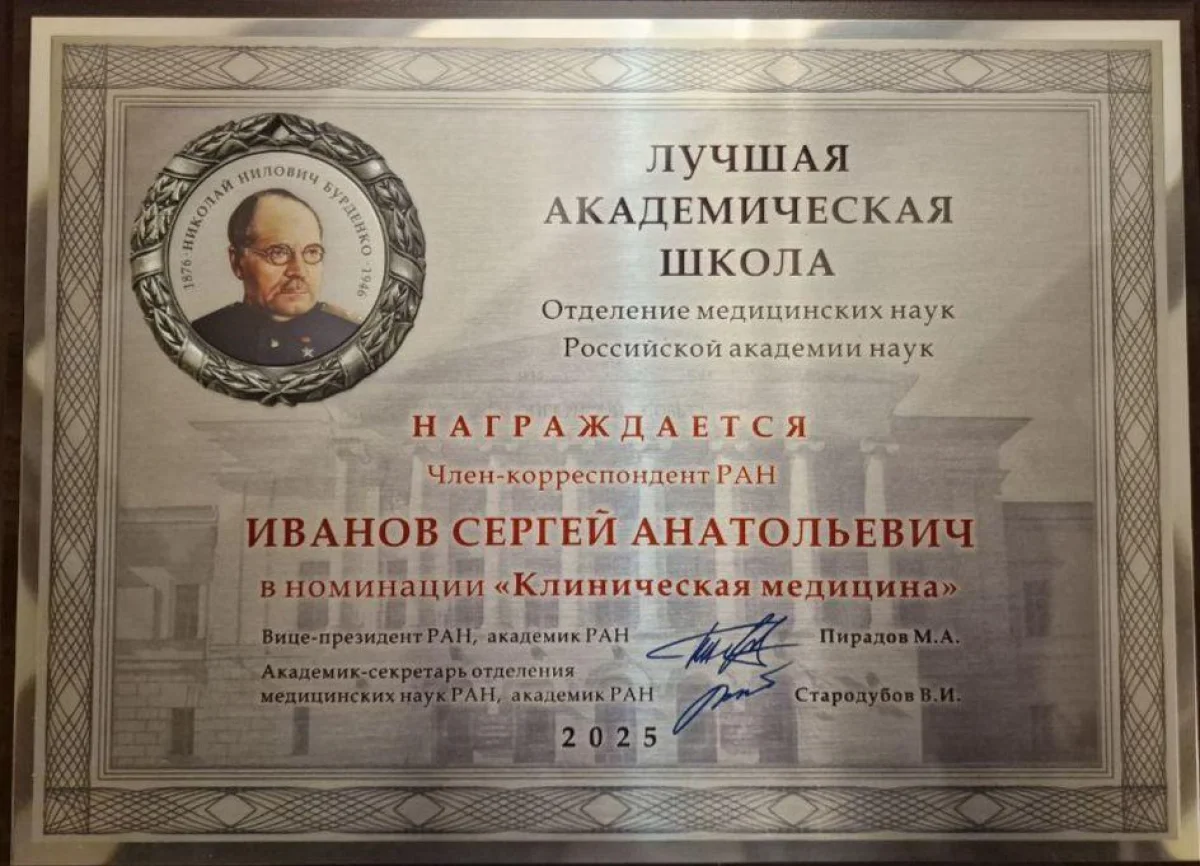 1876 · НИКОЛАЙ НИЛОВИЧ БУРДЕНКО · 1946
ЛУЧШАЯ
АКАДЕМИЧЕСКАЯ
ШКОЛА
Отделение медицинских наук
Российской академии наук
НАГРАЖДАЕТСЯ
Член-корреспондент РАН
ИВАНОВ СЕРГЕЙ АНАТОЛЬЕВИЧ
в номинации «Клиническая медицина»
Вице-президент РАН, академик РАН Пирадов М.А.
Академик-секретарь отделения
медицинских наук РАН, академик РАН Стародубов В.И.
2025